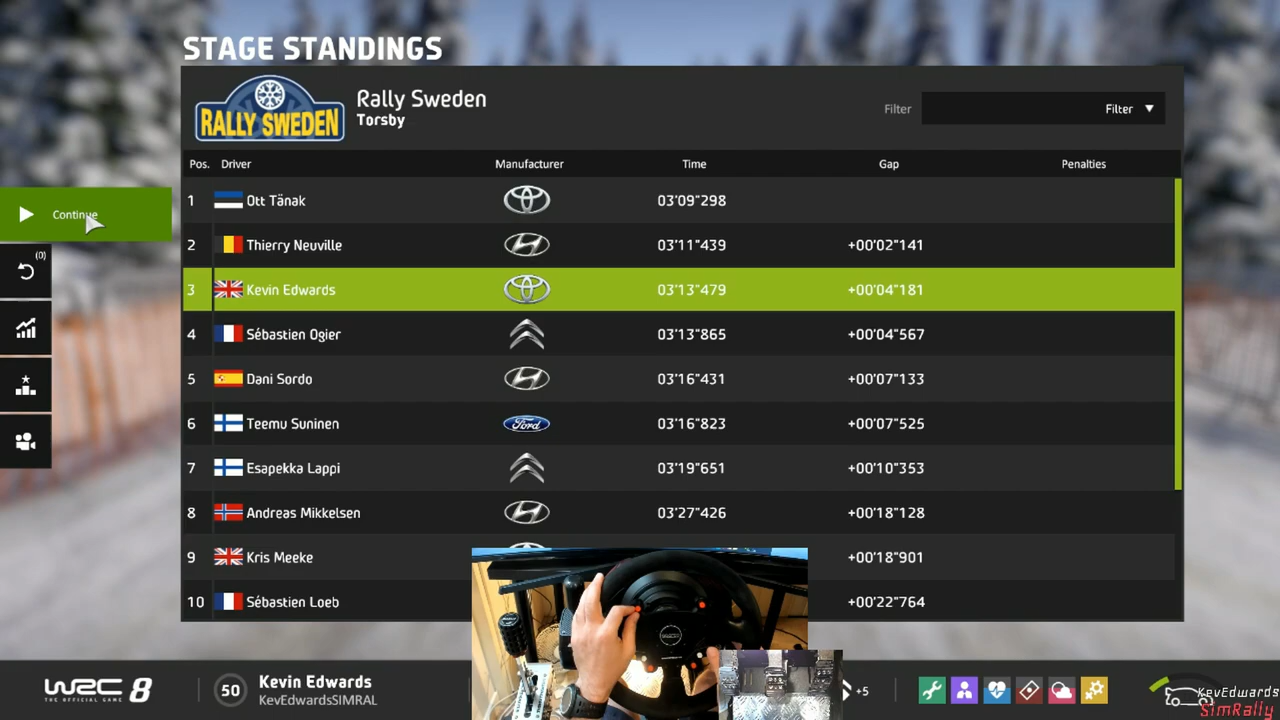 STAGE STANDINGS
RALLY SWEDEN
Rally Sweden
Torsby
Filter
Filter
Pos. Driver Manufacturer Time Gap Penalties
1 Ott Tänak 03'09"298
2 Thierry Neuville 03'11"439 +00'02"141
3 Kevin Edwards 03'13"479 +00'04"181
4 Sébastien Ogier 03'13"865 +00'04"567
5 Dani Sordo 03'16"431 +00'07"133
6 Teemu Suninen Ford 03'16"823 +00'07"525
7 Esapekka Lappi 03'19"651 +00'10"353
8 Andreas Mikkelsen 03'27"426 +00'18"128
9 Kris Meeke +00'18"901
10 Sébastien Loeb +00'22"764
Continue
(0)
WRC 8
THE OFFICIAL GAME
50
Kevin Edwards
KevEdwardsSIMRAL
+5
KevEdwards
SimRally